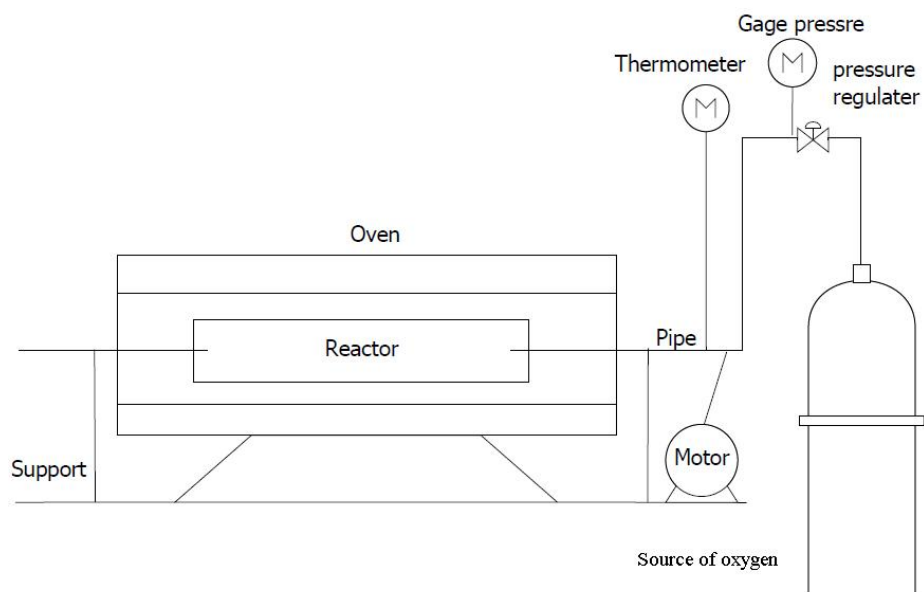 Gage pressre
Thermometer
M
pressure
regulater
M
Oven
Reactor
Pipe
Support
Motor
Source of oxygen